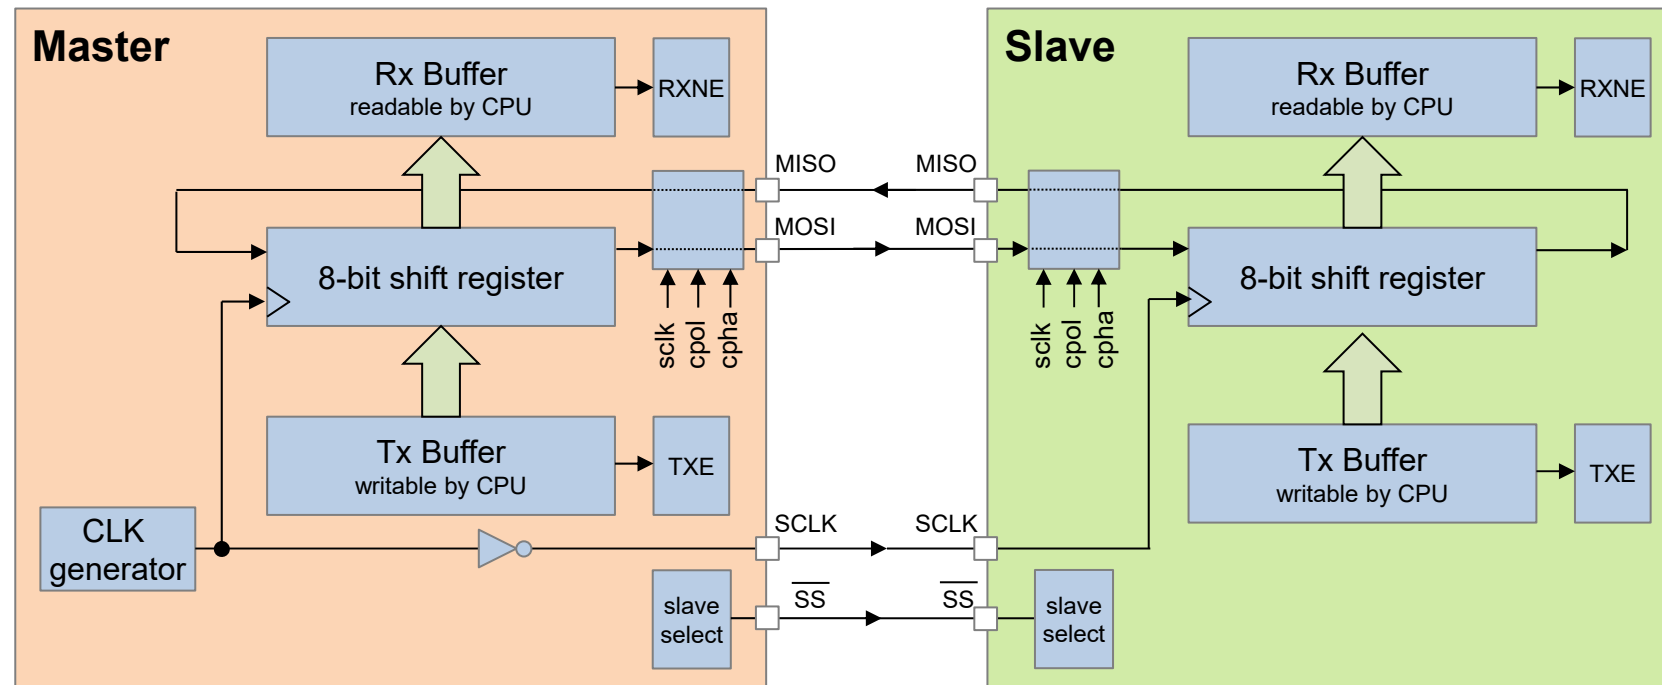 Master
Rx Buffer
readable by CPU
RXNE
8-bit shift register
sclk
cpol
cpha
Tx Buffer
writable by CPU
TXE
CLK
generator
slave
select
MISO
MOSI
SCLK
SS
MISO
MOSI
SCLK
SS
Slave
Rx Buffer
readable by CPU
RXNE
sclk
cpol
cpha
8-bit shift register
Tx Buffer
writable by CPU
TXE
slave
select